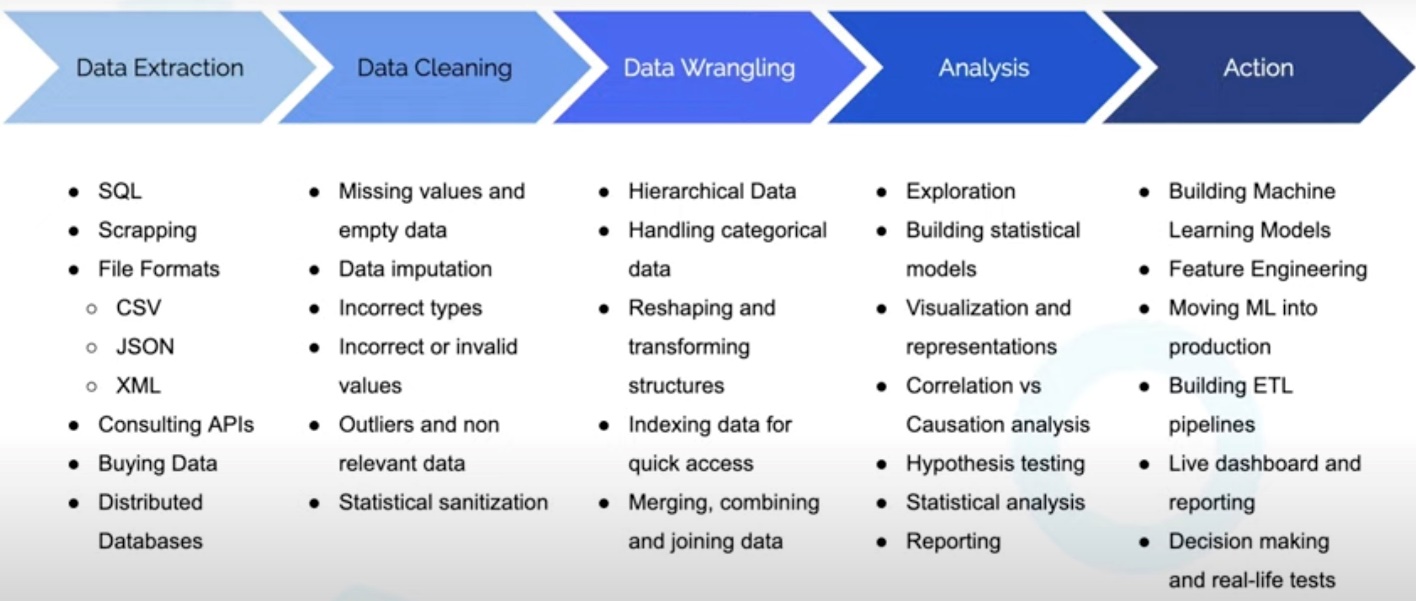 Data Extraction
Data Cleaning
Data Wrangling
Analysis
Action
SQL
Scrapping
File Formats
CSV
JSON
XML
Consulting APIs
Buying Data
Distributed
Databases
Missing values and
empty data
Data imputation
Incorrect types
Incorrect or invalid
values
Outliers and non
relevant data
Statistical sanitization
Hierarchical Data
Handling categorical
data
Reshaping and
transforming
structures
Indexing data for
quick access
Merging, combining
and joining data
Exploration
Building statistical
models
Visualization and
representations
Correlation vs
Causation analysis
Hypothesis testing
Statistical analysis
Reporting
Building Machine
Learning Models
Feature Engineering
Moving ML into
production
Building ETL
pipelines
Live dashboard and
reporting
Decision making
and real-life tests